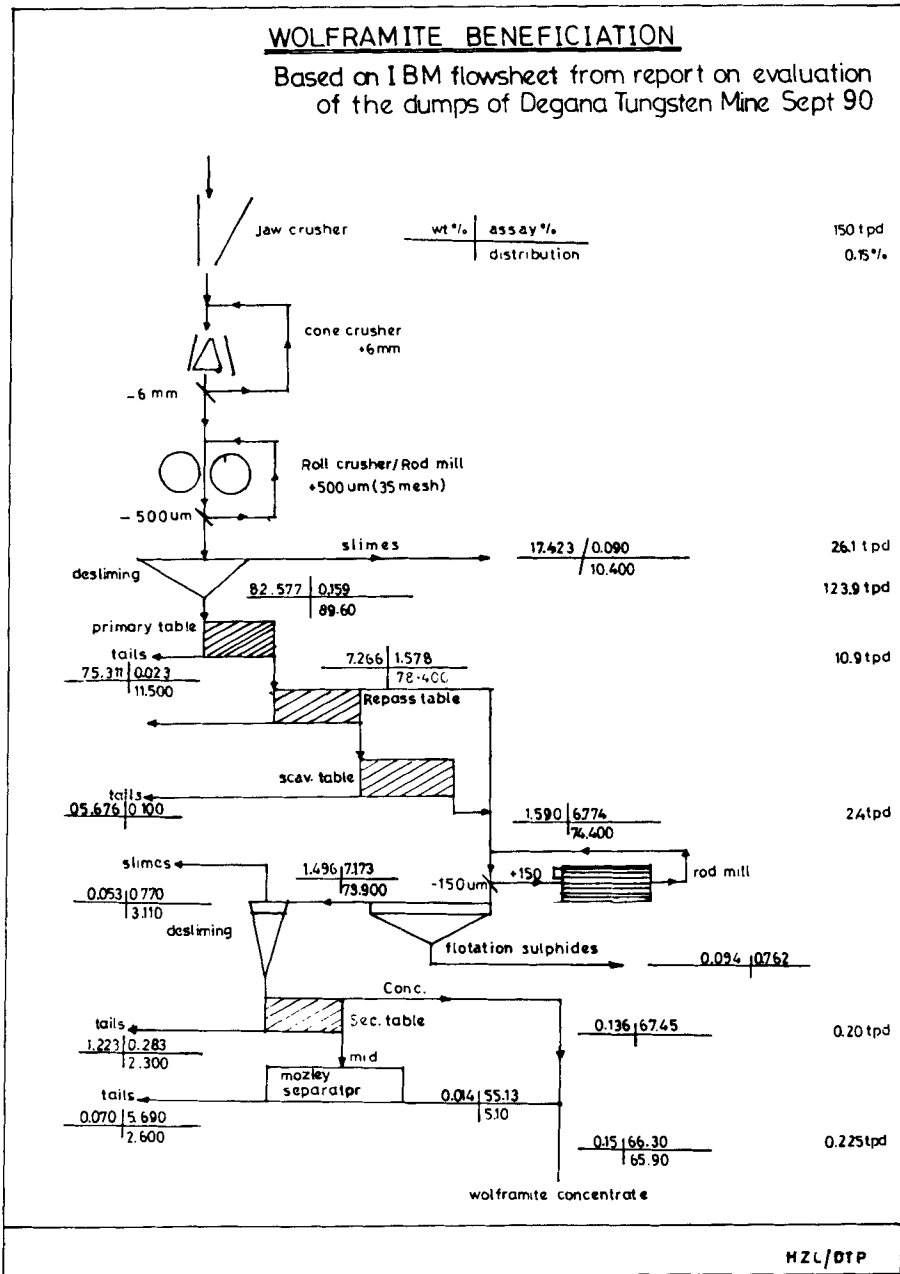 WOLFRAMITE BENEFICIATION
Based on IBM flowsheet from report on evaluation
of the dumps of Degana Tungsten Mine Sept 90
Jaw crusher
wt % assay %
distribution
150 tpd
0.15%
cone crusher
+6mm
-6 mm
Roll crusher/Rod mill
+500 um (35 mesh)
-500um
slimes
17.423 / 0.090
10.400
26.1 tpd
desliming
82.577 0.159
89.60
123.9 tpd
primary table
tails
75.311 0.023
11.500
7.266 1.578
78.400
10.9 tpd
Repass table
scav. table
tails
05.676 0.100
1.590 6.774
74.400
2.4 tpd
slimes
0.053 0.770
3.110
1.496 7.173
73.900
-150um
+150
rod mill
desliming
flotation sulphides
0.094 0.762
Conc.
Sec. table
tails
1.223 0.283
2.300
0.136 67.45
0.20 tpd
mid
mozley
separatpr
tails
0.070 5.690
2.600
0.014 55.13
5.10
0.15 66.30
65.90
0.225 tpd
wolframite concentrate
HZL/DTP